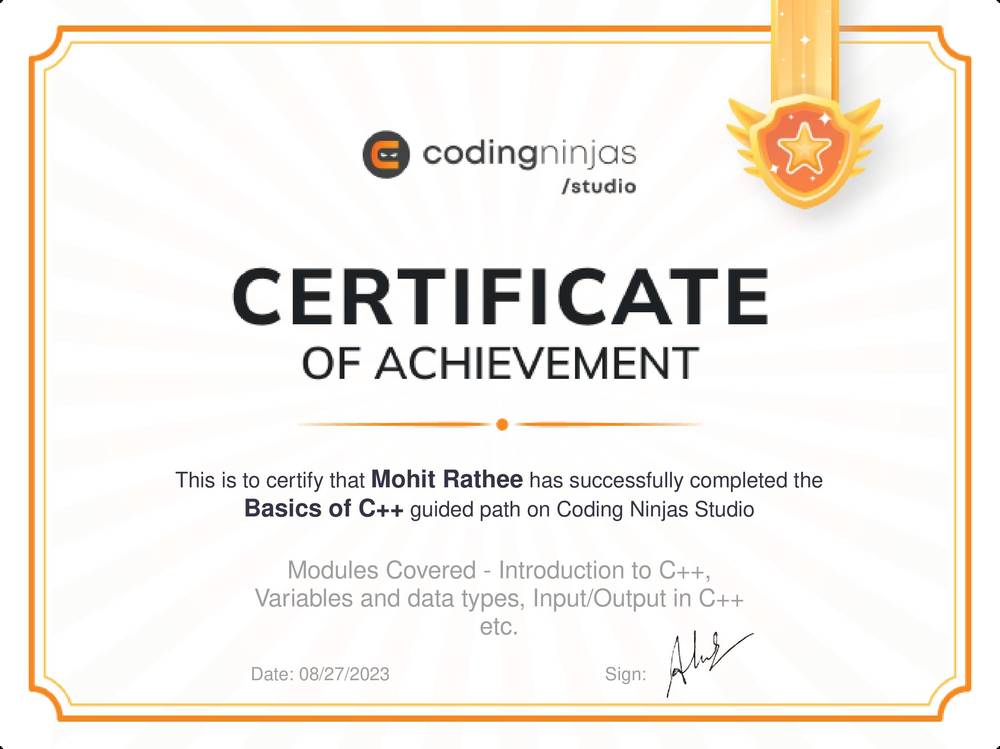 codingninjas
/studio
CERTIFICATE
OF ACHIEVEMENT
This is to certify that Mohit Rathee has successfully completed the
Basics of C++ guided path on Coding Ninjas Studio
Modules Covered - Introduction to C++,
Variables and data types, Input/Output in C++
etc.
Date: 08/27/2023
Sign: